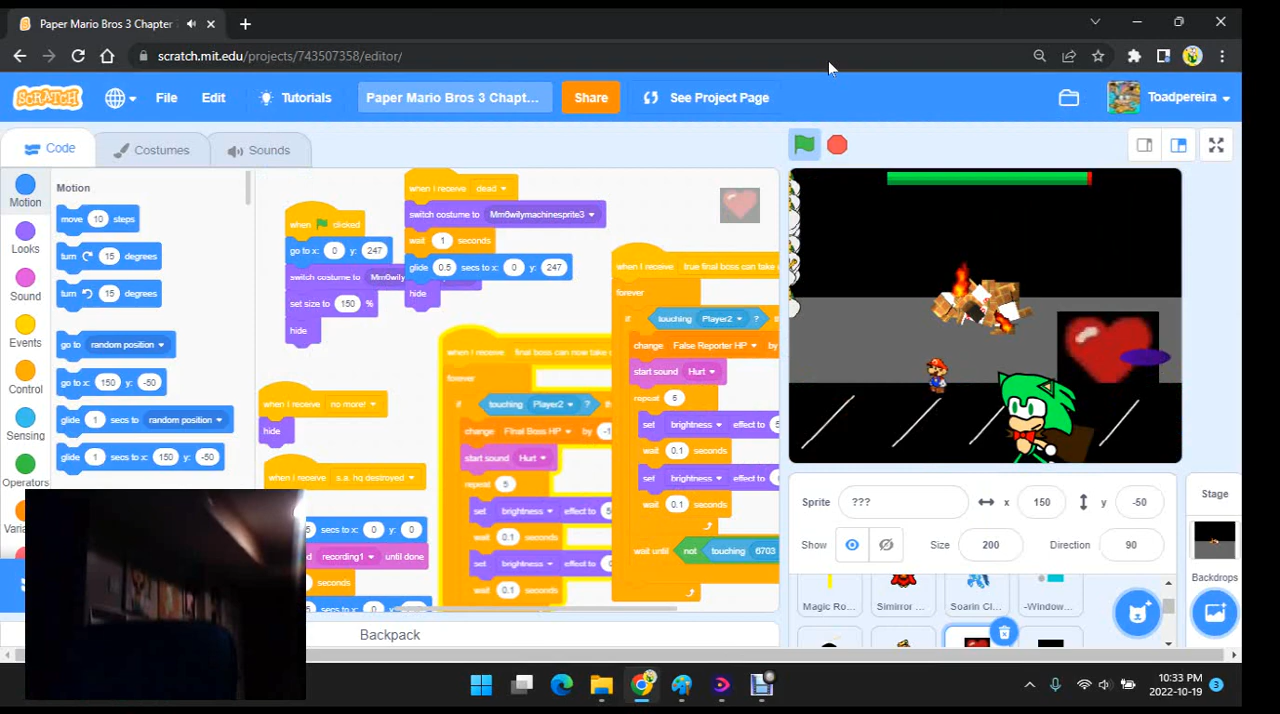 Paper Mario Bros 3 Chapter
scratch.mit.edu/projects/743507358/editor/
SCRATCH File Edit Tutorials Paper Mario Bros 3 Chapt... Share See Project Page Toadpereira
Code Costumes Sounds
Motion
Motion
Looks
Sound
Events
Control
Sensing
Operators
move 10 steps
turn 15 degrees
turn 15 degrees
go to random position
go to x: 150 y: -50
glide 1 secs to random position
glide 1 secs to x: 150 y: -50
when clicked
go to x: 0 y: 247
switch costume to
set size to 150 %
hide
when I receive dead
switch costume to Mm6wilymachinesprite3
wait 1 seconds
glide 0.5 secs to x: 0 y: 247
hide
when I receive no more!
hide
when I receive s.a. hq destroyed
secs to x: 0 y: 0
recording1 until done
seconds
secs to x: 0 y: 0
when I receive final boss can now take
forever
if touching Player2 ?
change Final Boss HP by
start sound Hurt
repeat 5
set brightness effect to
wait 0.1 seconds
set brightness effect to
wait 0.1 seconds
when I receive true final boss can take
forever
if touching Player2 ?
change False Reporter HP by
start sound Hurt
repeat 5
set brightness effect to
wait 0.1 seconds
set brightness effect to
wait 0.1 seconds
wait until not touching 6703
Backpack
Sprite ??? x 150 y -50
Show Size 200 Direction 90
Stage
Backdrops
Magic Ro... Simirror ... Soarin Cl... -Window...
10:33 PM
2022-10-19
3